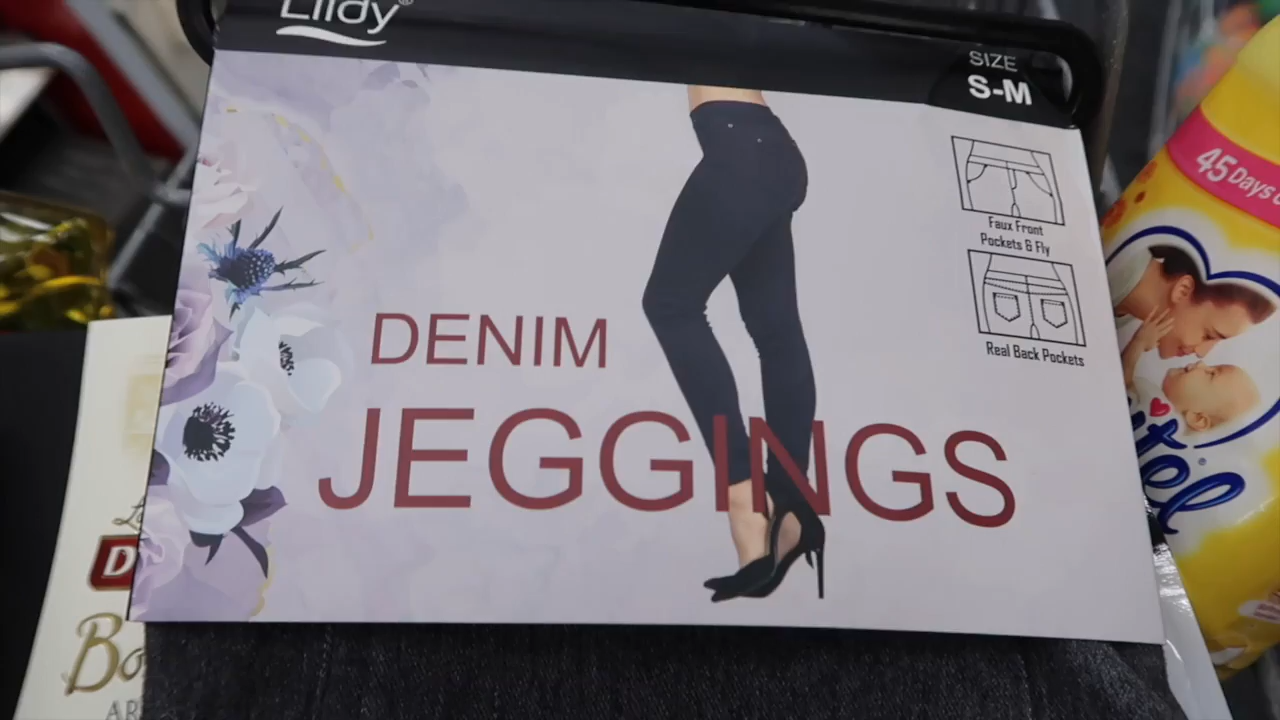 Lildy®
SIZE
S-M
Faux Front
Pockets & Fly
Real Back Pockets
DENIM
JEGGINGS
45 Days